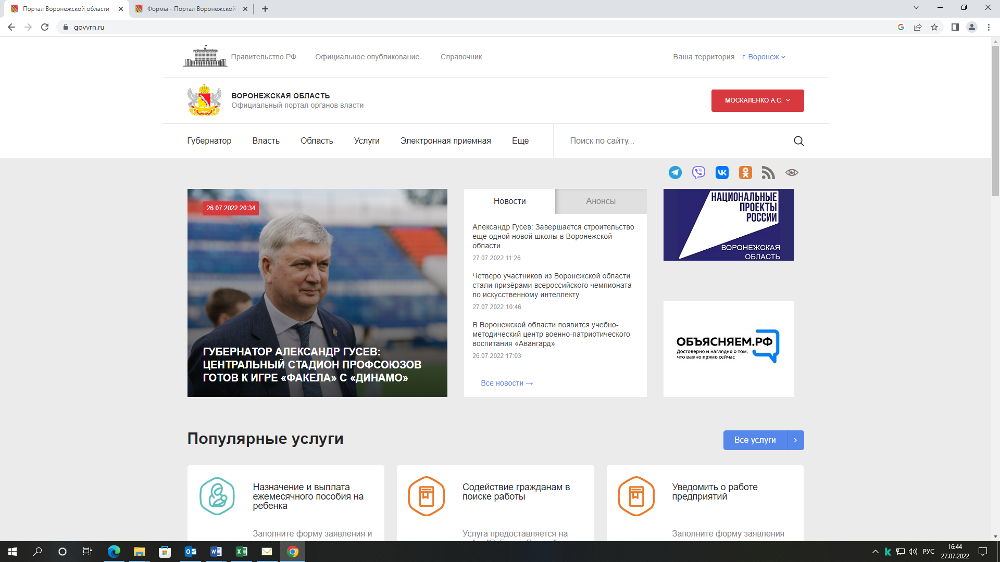 Портал Воронежской области
Формы - Портал Воронежской
govvrn.ru
Правительство РФ
Официальное опубликование
Справочник
Ваша территория
г. Воронеж
ВОРОНЕЖСКАЯ ОБЛАСТЬ
Официальный портал органов власти
МОСКАЛЕНКО А.С.
Губернатор
Власть
Область
Услуги
Электронная приемная
Еще
Поиск по сайту...
26.07.2022 20:34
ГУБЕРНАТОР АЛЕКСАНДР ГУСЕВ:
ЦЕНТРАЛЬНЫЙ СТАДИОН ПРОФСОЮЗОВ
ГОТОВ К ИГРЕ «ФАКЕЛА» С «ДИНАМО»
Новости
Анонсы
Александр Гусев: Завершается строительство
еще одной новой школы в Воронежской
области
27.07.2022 11:26
Четверо участников из Воронежской области
стали призёрами всероссийского чемпионата
по искусственному интеллекту
27.07.2022 10:46
В Воронежской области появится учебно-
методический центр военно-патриотического
воспитания «Авангард»
26.07.2022 17:03
Все новости →
НАЦИОНАЛЬНЫЕ
ПРОЕКТЫ
РОССИИ
ВОРОНЕЖСКАЯ
ОБЛАСТЬ
ОБЪЯСНЯЕМ.РФ
Достоверно и наглядно о том,
что важно прямо сейчас
Популярные услуги
Все услуги
Назначение и выплата
ежемесячного пособия на
ребенка
Заполните форму заявления и
Содействие гражданам в
поиске работы
Услуга предоставляется на
Уведомить о работе
предприятий
Заполните форму заявления
РУС
16:44
27.07.2022